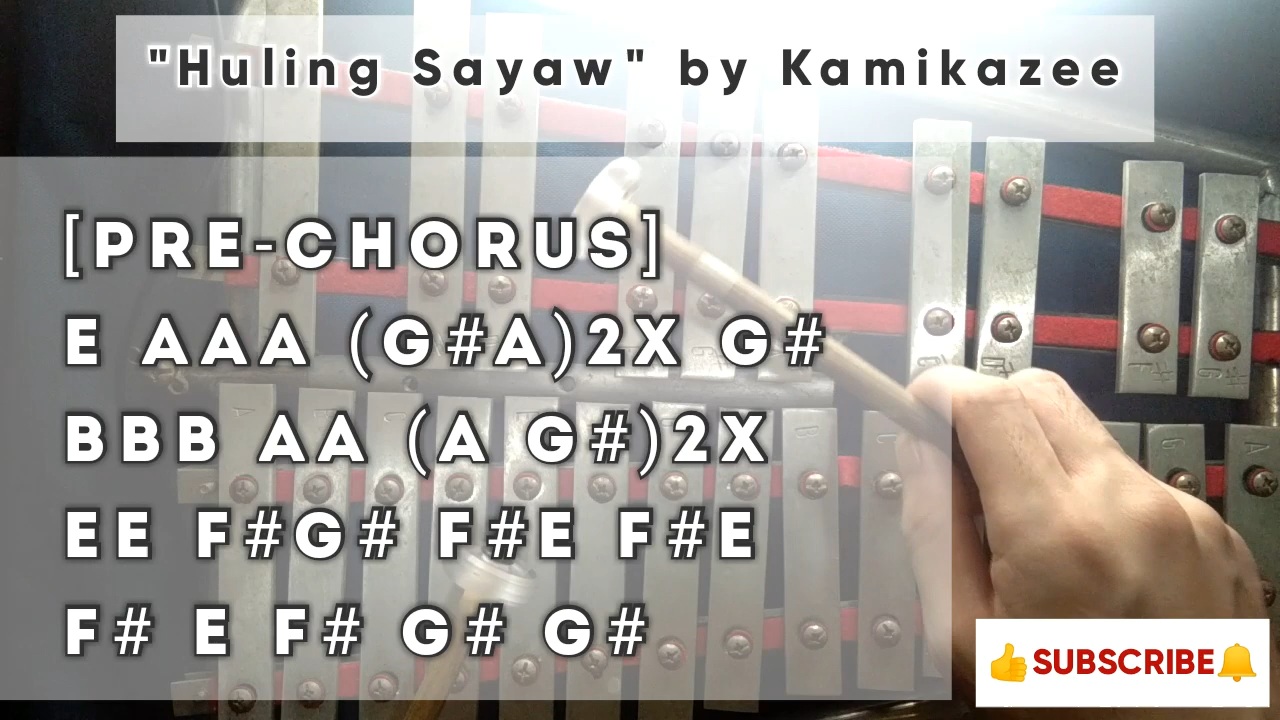 "Huling Sayaw" by Kamikazee
[PRE-CHORUS]
E AAA (G#A)2X G#
BBB AA (A G#)2X
EE F#G# F#E F#E
F# E F# G# G#
👍SUBSCRIBE🔔